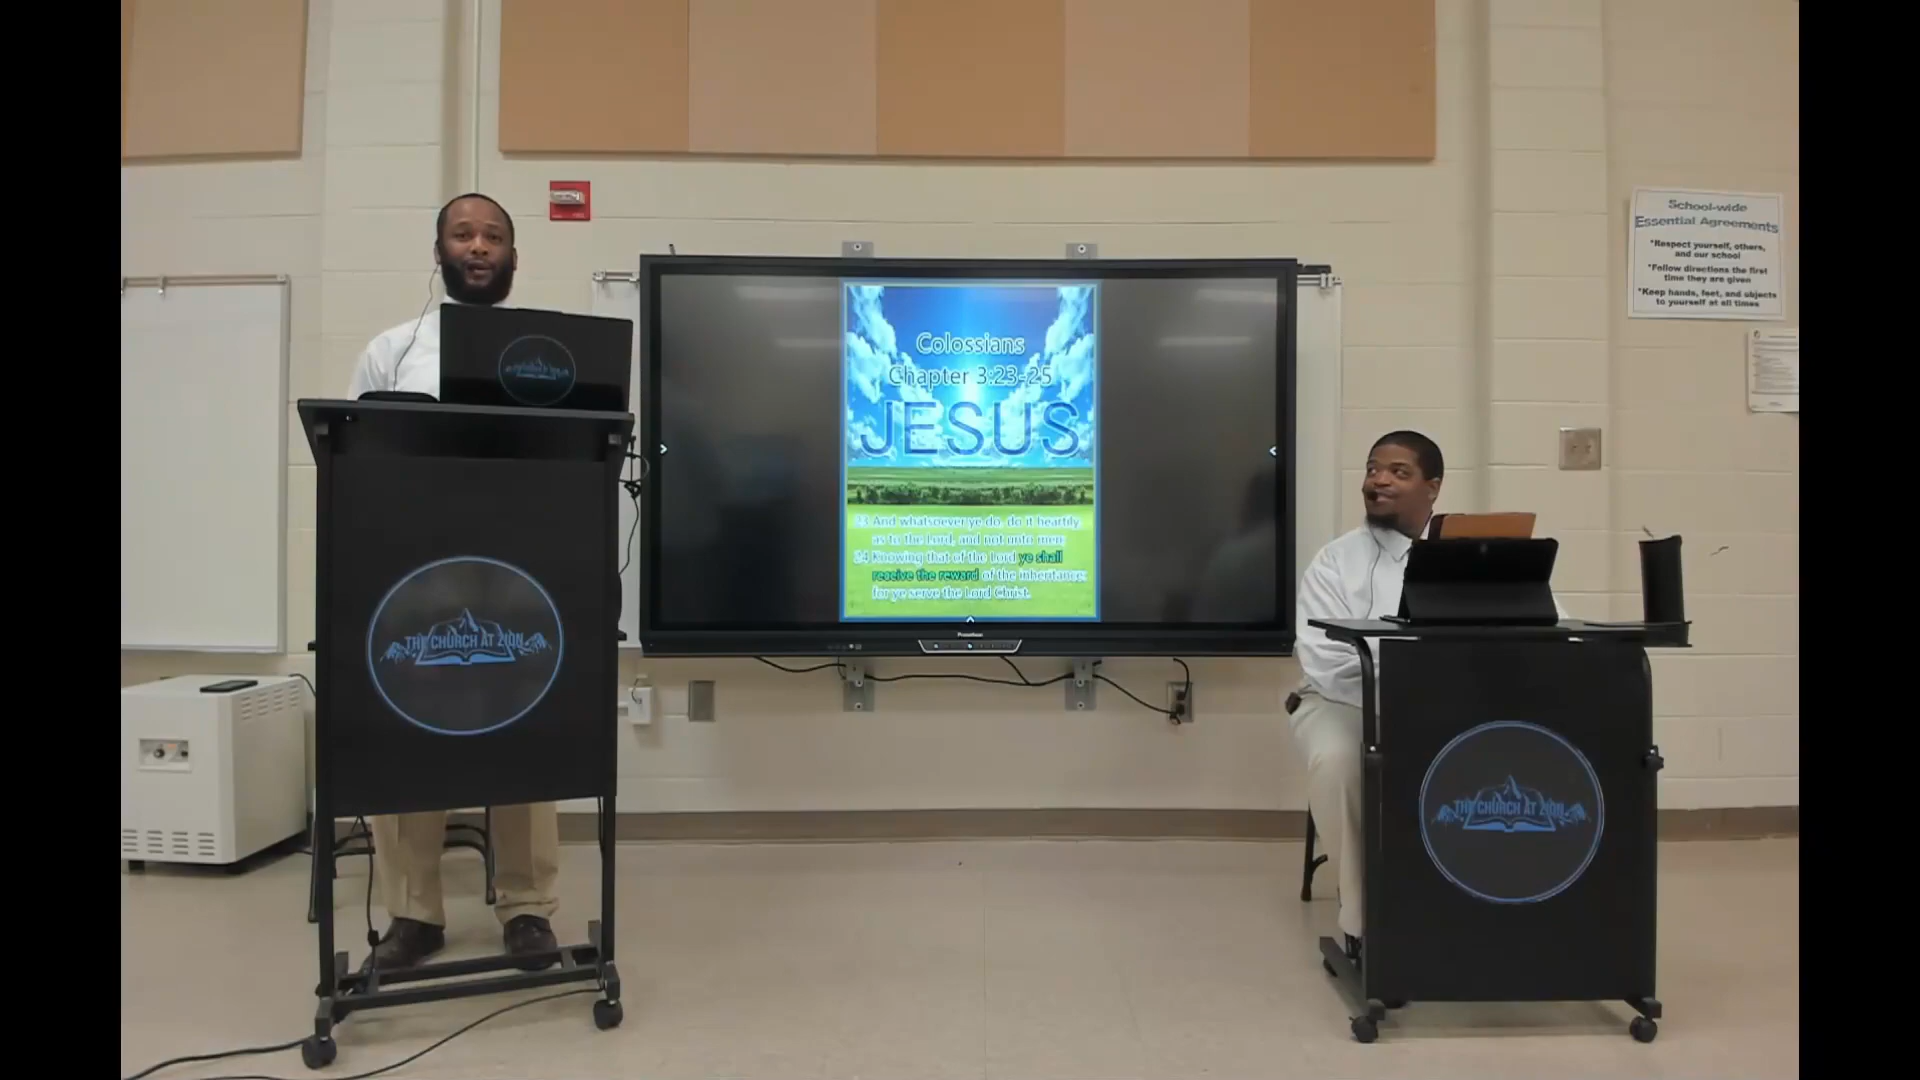 School-wide
Essential Agreements
*Respect yourself, others,
and our school
*Follow directions the first
time they are given
*Keep hands, feet, and objects
to yourself at all times
Colossians
Chapter 3:23-25
JESUS
23 And whatsoever ye do, do it heartily
as to the Lord, and not unto men;
24 Knowing that of the Lord ye shall
receive the reward of the inheritance:
for ye serve the Lord Christ.
Promethean
THE CHURCH AT ZION
THE CHURCH AT ZION